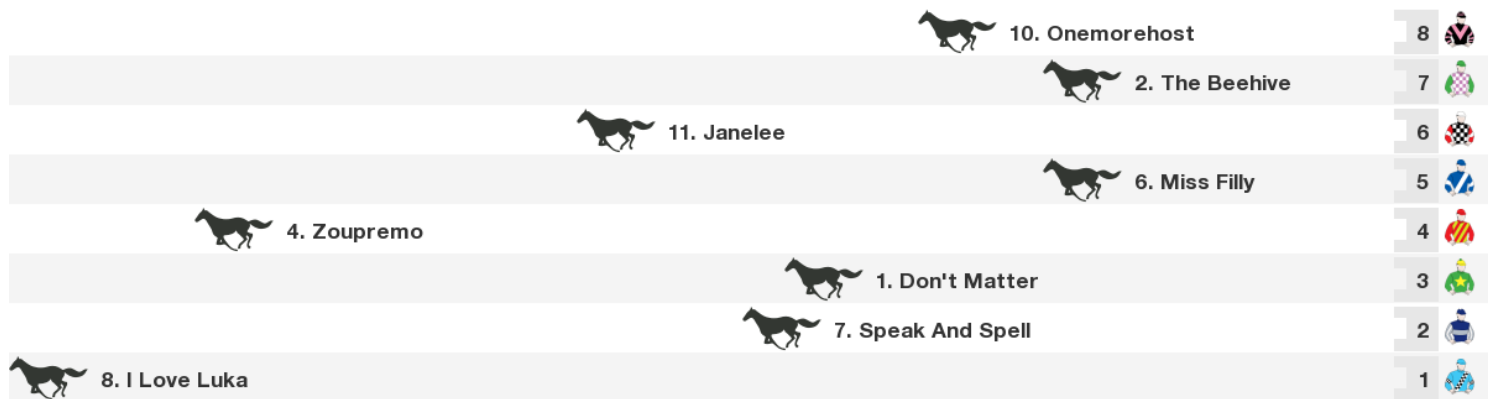 10. Onemorehost 8
2. The Beehive 7
11. Janelee 6
6. Miss Filly 5
4. Zoupremo 4
1. Don't Matter 3
7. Speak And Spell 2
8. I Love Luka 1